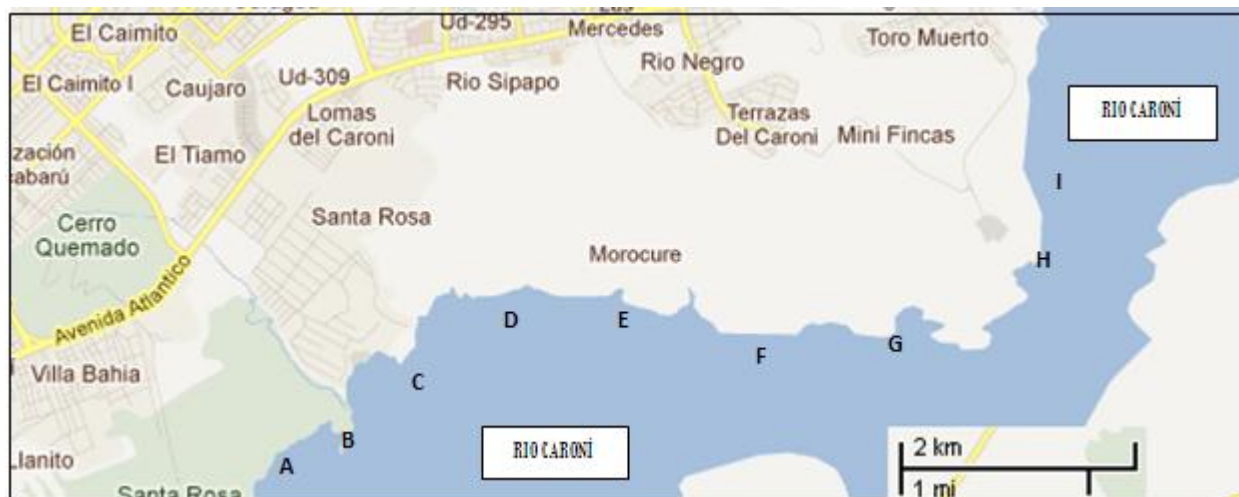 El Caimito
Ud-295
Mercedes
Toro Muerto
El Caimito I
Caujaro
Ud-309
Rio Sipapo
Rio Negro
RIO CARONÍ
Lomas
del Caroni
Terrazas
Del Caroni
Mini Fincas
ización
cabarú
El Tiamo
I
Cerro
Quemado
Santa Rosa
Morocure
H
Avenida Atlantico
D
E
F
G
Villa Bahia
C
B
RIO CARONÍ
2 km
Llanito
A
Santa Rosa
1 mi